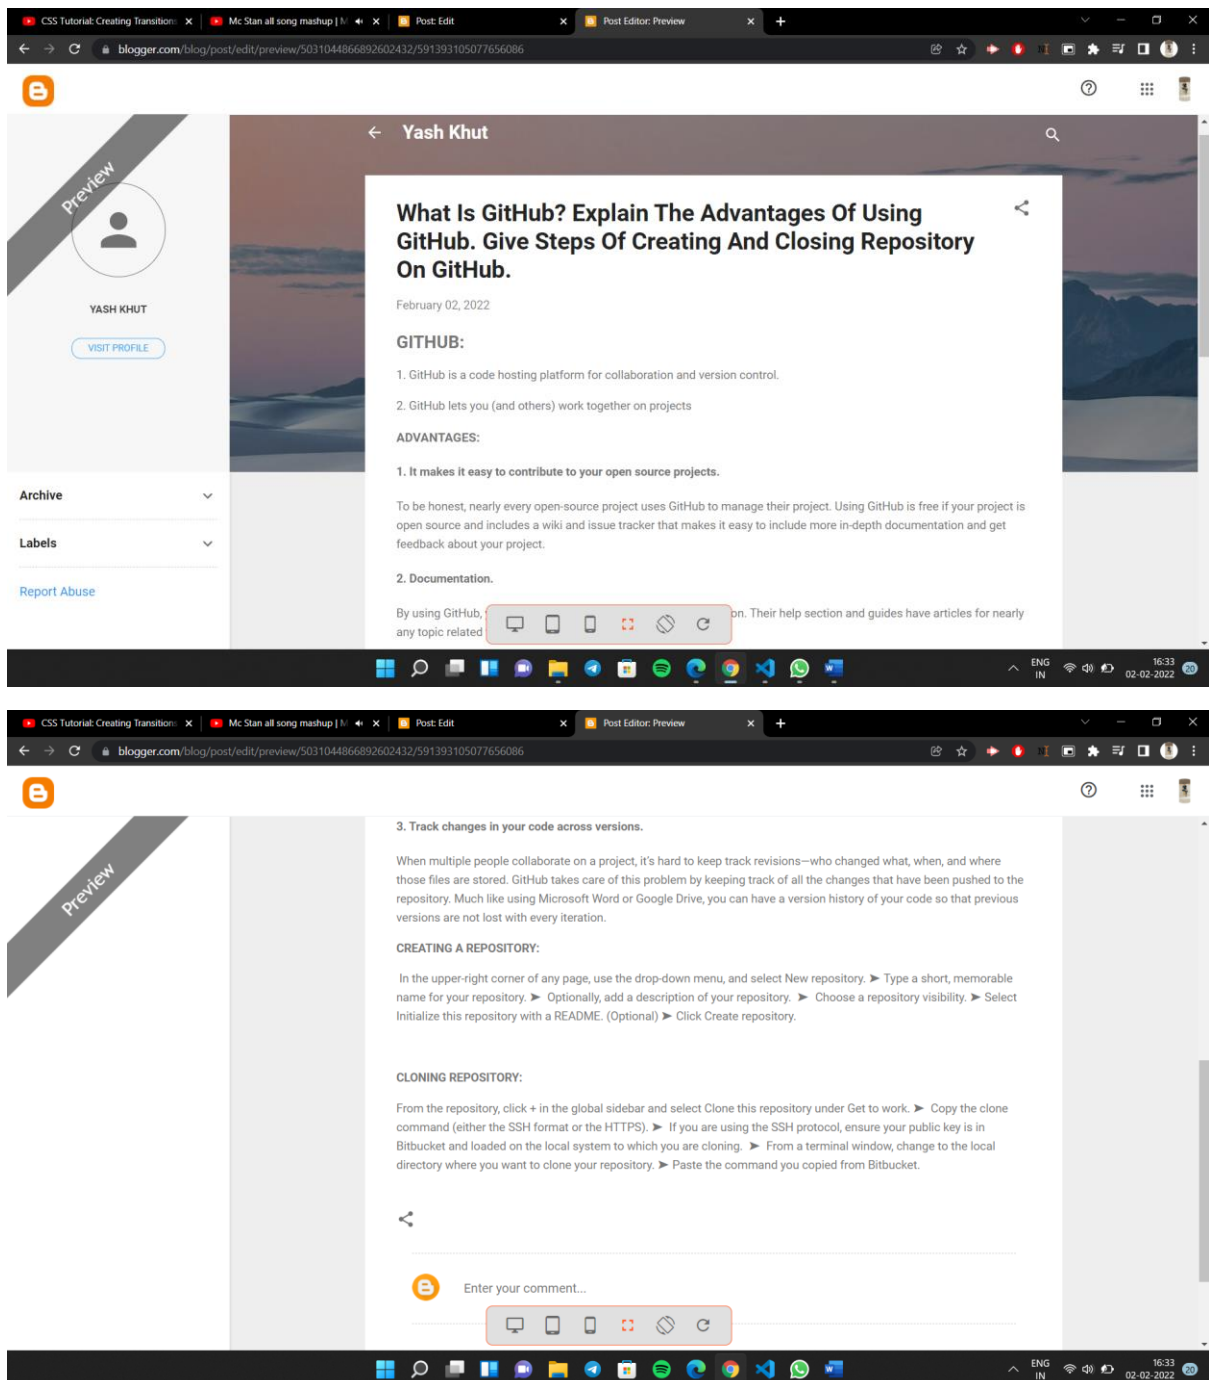 CSS Tutorial: Creating Transitions
Mc Stan all song mashup | M
Post: Edit
Post Editor: Preview
blogger.com/blog/post/edit/preview/5031044866892602432/591393105077656086
Preview
Yash Khut
YASH KHUT
VISIT PROFILE
Archive
Labels
Report Abuse
What Is GitHub? Explain The Advantages Of Using
GitHub. Give Steps Of Creating And Closing Repository
On GitHub.
February 02, 2022
GITHUB:
1. GitHub is a code hosting platform for collaboration and version control.
2. GitHub lets you (and others) work together on projects
ADVANTAGES:
1. It makes it easy to contribute to your open source projects.
To be honest, nearly every open-source project uses GitHub to manage their project. Using GitHub is free if your project is
open source and includes a wiki and issue tracker that makes it easy to include more in-depth documentation and get
feedback about your project.
2. Documentation.
By using GitHub, on. Their help section and guides have articles for nearly
any topic related
ENG
IN
16:33
02-02-2022
20
CSS Tutorial: Creating Transitions
Mc Stan all song mashup | M
Post: Edit
Post Editor: Preview
blogger.com/blog/post/edit/preview/5031044866892602432/591393105077656086
Preview
3. Track changes in your code across versions.
When multiple people collaborate on a project, it's hard to keep track revisions—who changed what, when, and where
those files are stored. GitHub takes care of this problem by keeping track of all the changes that have been pushed to the
repository. Much like using Microsoft Word or Google Drive, you can have a version history of your code so that previous
versions are not lost with every iteration.
CREATING A REPOSITORY:
In the upper-right corner of any page, use the drop-down menu, and select New repository. ➤ Type a short, memorable
name for your repository. ➤ Optionally, add a description of your repository. ➤ Choose a repository visibility. ➤ Select
Initialize this repository with a README. (Optional) ➤ Click Create repository.
CLONING REPOSITORY:
From the repository, click + in the global sidebar and select Clone this repository under Get to work. ➤ Copy the clone
command (either the SSH format or the HTTPS). ➤ If you are using the SSH protocol, ensure your public key is in
Bitbucket and loaded on the local system to which you are cloning. ➤ From a terminal window, change to the local
directory where you want to clone your repository. ➤ Paste the command you copied from Bitbucket.
Enter your comment...
ENG
IN
16:33
02-02-2022
20